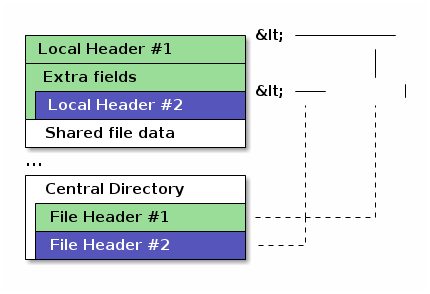 &lt;
Local Header #1
Extra fields
&lt;
Local Header #2
Shared file data
...
Central Directory
File Header #1
File Header #2